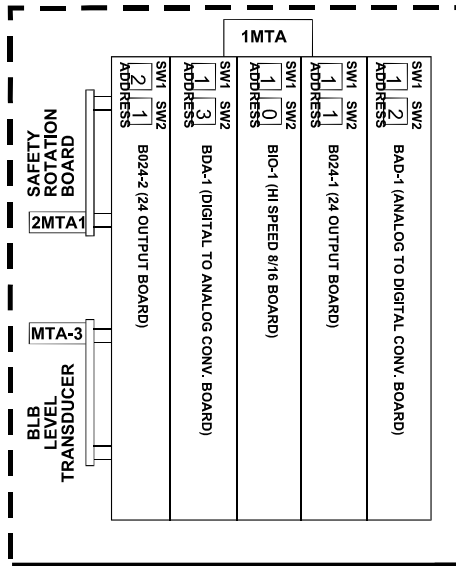 1MTA
SW1 SW2
2 1
ADDRESS
B024-2 (24 OUTPUT BOARD)
SW1 SW2
1 3
ADDRESS
BDA-1 (DIGITAL TO ANALOG CONV. BOARD)
SW1 SW2
1 0
ADDRESS
BIO-1 (HI SPEED 8/16 BOARD)
SW1 SW2
1 1
ADDRESS
B024-1 (24 OUTPUT BOARD)
SW1 SW2
1 2
ADDRESS
BAD-1 (ANALOG TO DIGITAL CONV. BOARD)
SAFETY
ROTATION
BOARD
2MTA1
MTA-3
BLB
LEVEL
TRANSDUCER